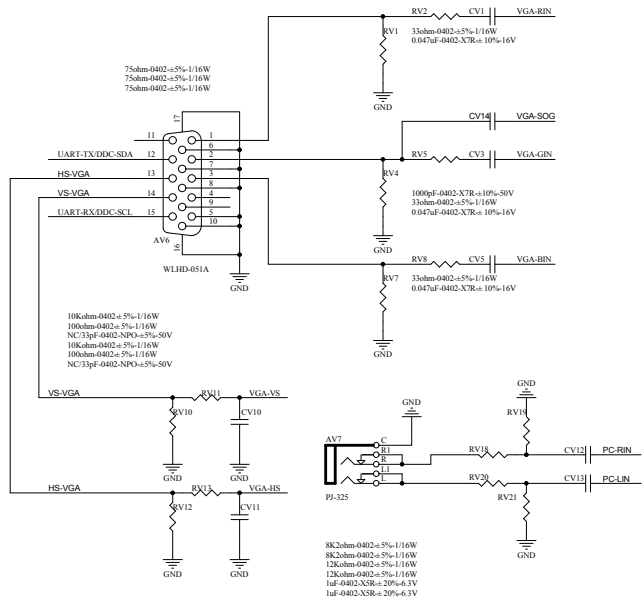 RV2 CV1 VGA-RIN
RV1
33ohm-0402-±5%-1/16W
0.047uF-0402-X7R-±10%-16V
GND
75ohm-0402-±5%-1/16W
75ohm-0402-±5%-1/16W
75ohm-0402-±5%-1/16W
17
11 1
6
UART-TX/DDC-SDA 12 2
7
HS-VGA 13 3
8
VS-VGA 14 4
9
UART-RX/DDC-SCL 15 5
10
AV6
16
WLHD-051A
GND
CV14 VGA-SOG
RV5 CV3 VGA-GIN
RV4
1000pF-0402-X7R-±10%-50V
33ohm-0402-±5%-1/16W
0.047uF-0402-X7R-±10%-16V
GND
RV8 CV5 VGA-BIN
RV7
33ohm-0402-±5%-1/16W
0.047uF-0402-X7R-±10%-16V
GND
10Kohm-0402-±5%-1/16W
100ohm-0402-±5%-1/16W
NC/33pF-0402-NPO-±5%-50V
10Kohm-0402-±5%-1/16W
100ohm-0402-±5%-1/16W
NC/33pF-0402-NPO-±5%-50V
VS-VGA RV11 VGA-VS
RV10 CV10
GND GND
HS-VGA RV13 VGA-HS
RV12 CV11
GND GND
GND
GND
AV7
C
R1
R
L1
L
PJ-325
RV19
RV18 CV12 PC-RIN
RV20 CV13 PC-LIN
RV21
GND
8K2ohm-0402-±5%-1/16W
8K2ohm-0402-±5%-1/16W
12Kohm-0402-±5%-1/16W
12Kohm-0402-±5%-1/16W
1uF-0402-X5R-±20%-6.3V
1uF-0402-X5R-±20%-6.3V